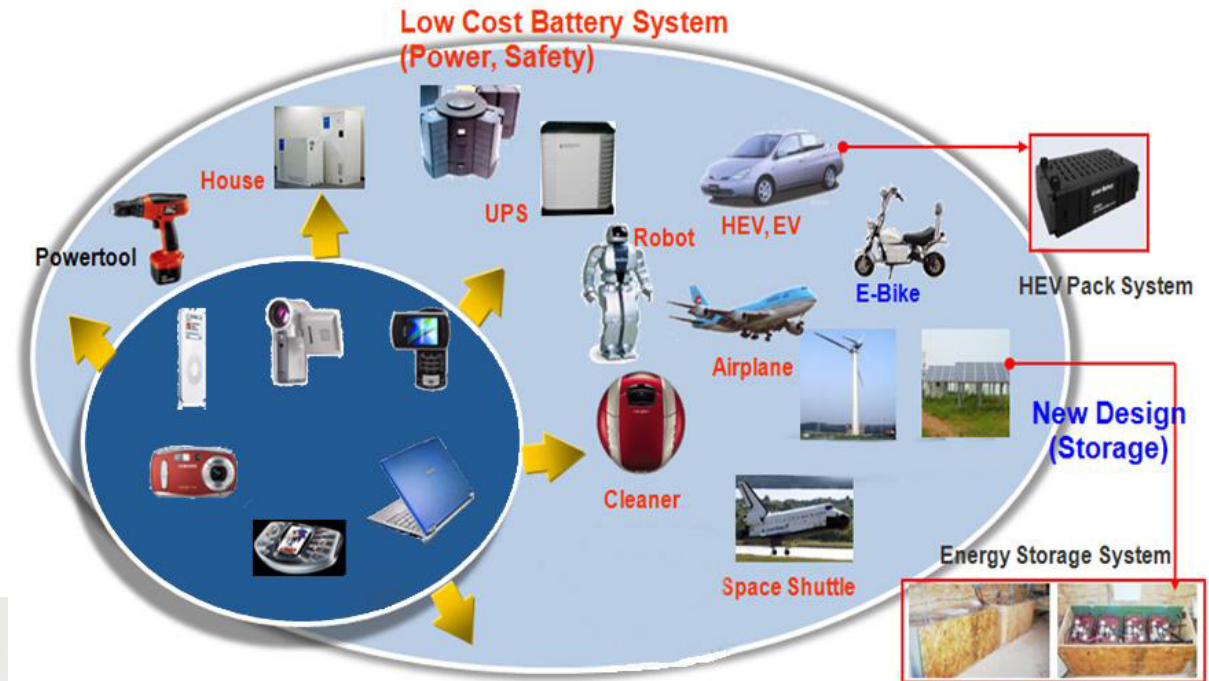 Low Cost Battery System
(Power, Safety)
House
UPS
HEV, EV
Robot
Powertool
E-Bike
HEV Pack System
Airplane
New Design
(Storage)
Cleaner
Energy Storage System
Space Shuttle